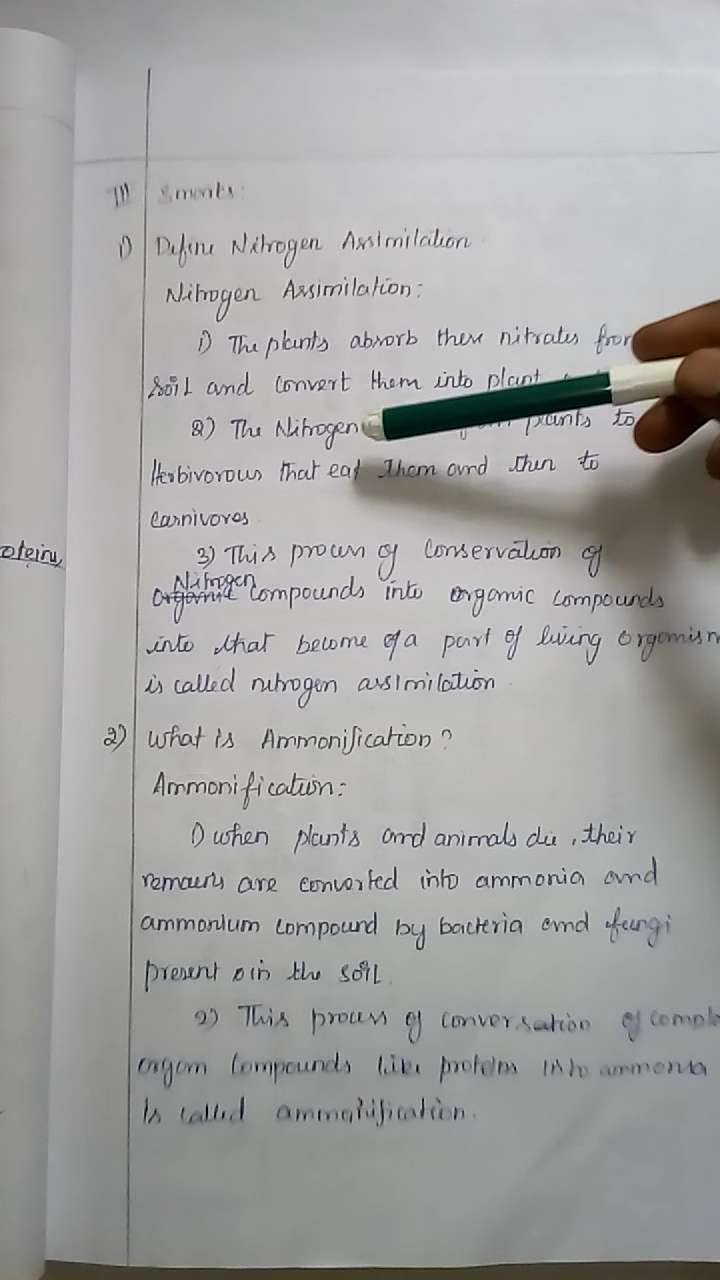 oteins
III 5 marks:
1) Define Nitrogen Assimilation
Nitrogen Assimilation:
1) The plants absorb these nitrates from
Soil and convert them into plant
2) The Nitrogen plants to
Herbivorous that eat them and then to
carnivores
3) This process of Conservation of
Nitrogen
organic compounds into organic compounds
into that become of a part of living organism
is called nitrogen assimilation
2) What is Ammonification?
Ammonification:
1) when plants and animals die, their
remains are converted into ammonia and
ammonium compound by bacteria and fungi
present in the soil.
2) This process of conversation of comple
organ compounds like proteins into ammonia
is called ammonification.